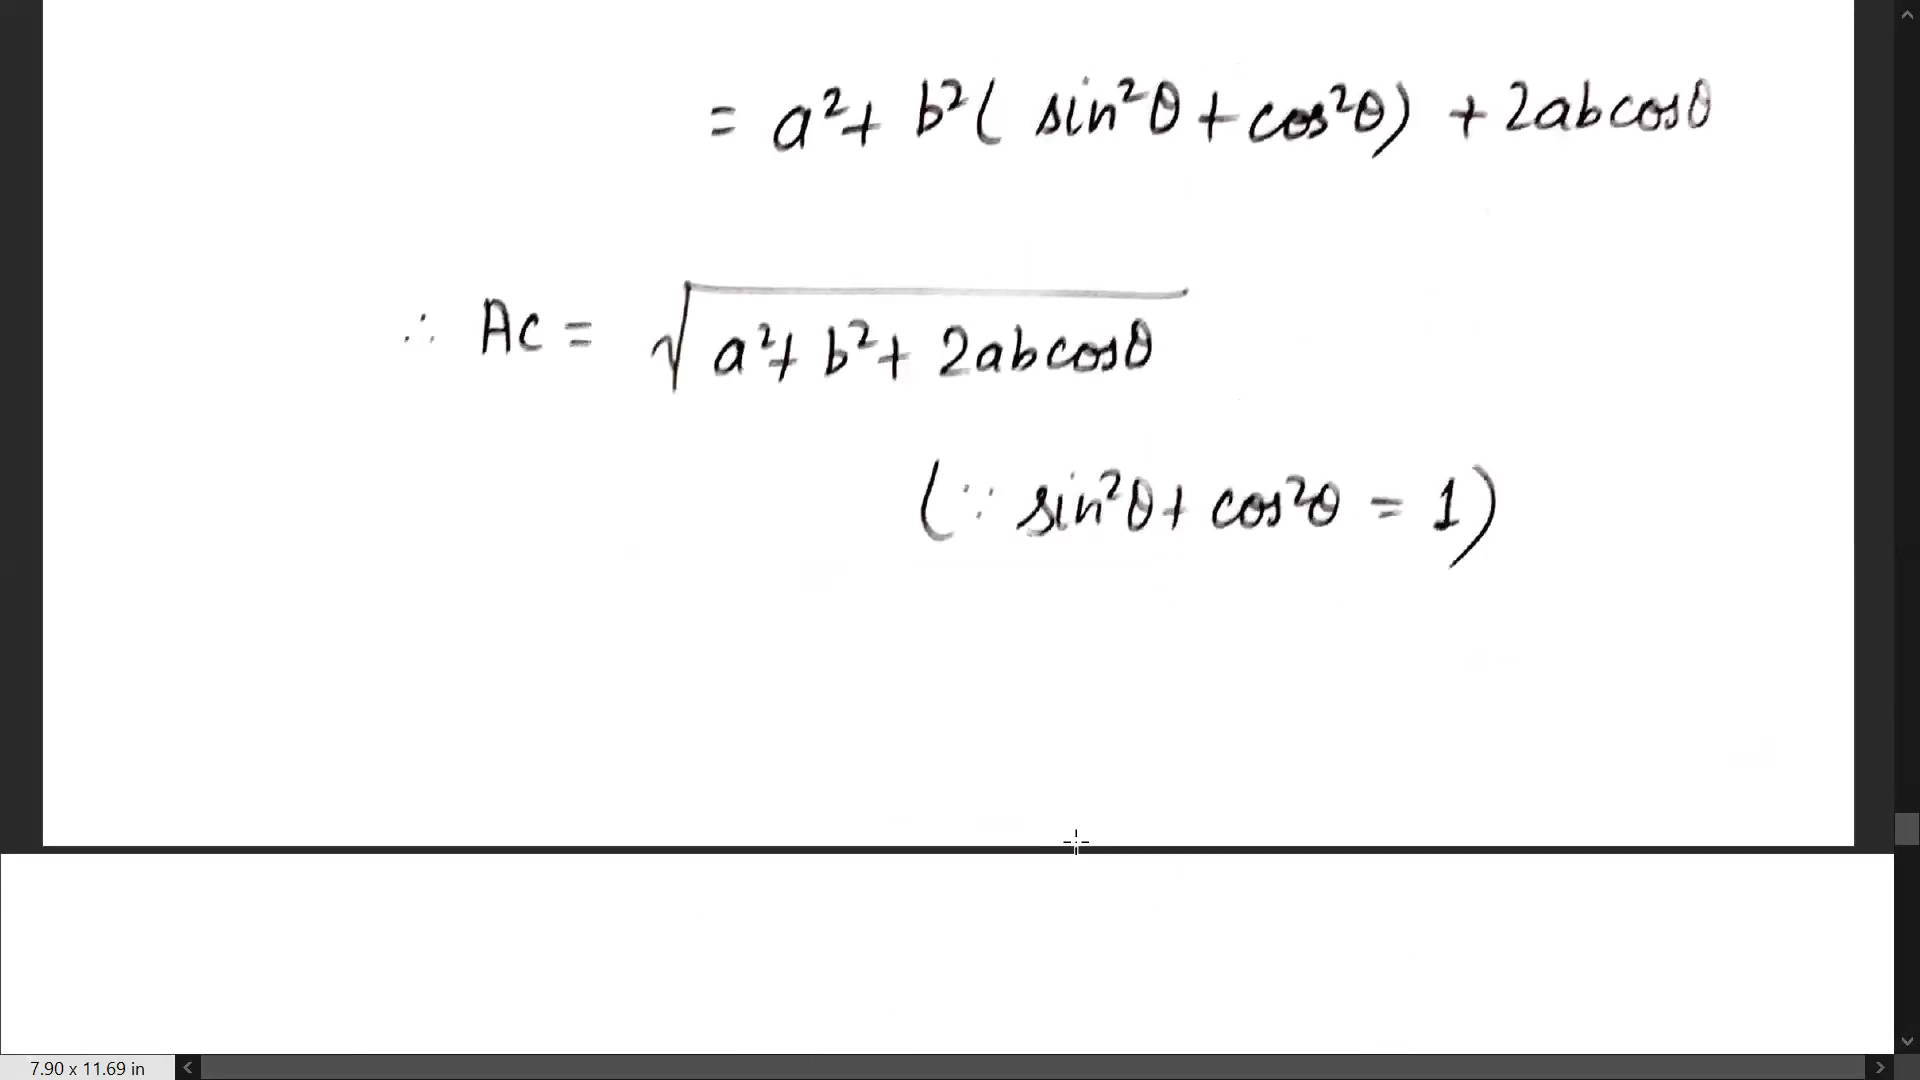 = a²+ b²( sin²θ + cos²θ) + 2abcosθ
∴ AC = √(a²+ b²+ 2abcosθ)
(∵ sin²θ + cos²θ = 1)
7.90 x 11.69 in